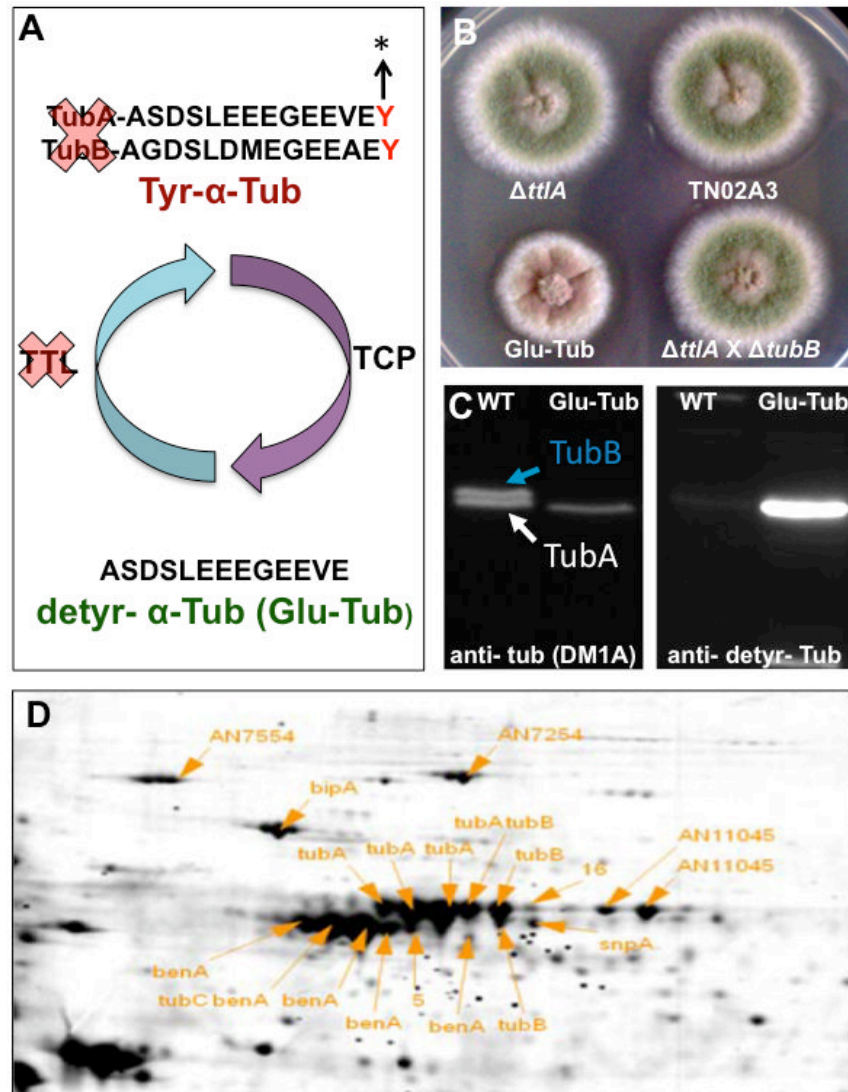 A
*
TubA-ASDSLEEEGEEVEY
TubB-AGDSLDMEGEEAEY
Tyr-α-Tub
TTL
TCP
ASDSLEEEGEEVE
detyr- α-Tub (Glu-Tub)
B
ΔttlA
TN02A3
Glu-Tub
ΔttlA X ΔtubB
C
WT
Glu-Tub
TubB
TubA
anti- tub (DM1A)
WT
Glu-Tub
anti- detyr- Tub
D
AN7554
AN7254
bipA
tubA tubB
tubA
tubA
tubA
tubB
16
AN11045
AN11045
snpA
benA
tubC benA
benA
benA
5
benA
tubB